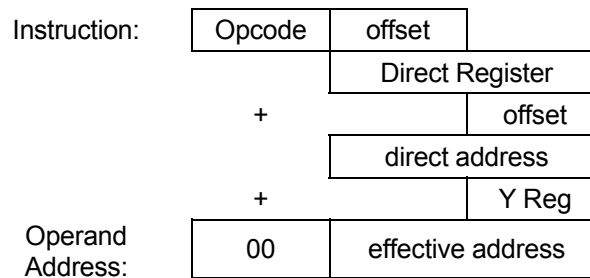 Instruction: Opcode offset
Direct Register
+ offset
direct address
+ Y Reg
Operand Address: 00 effective address